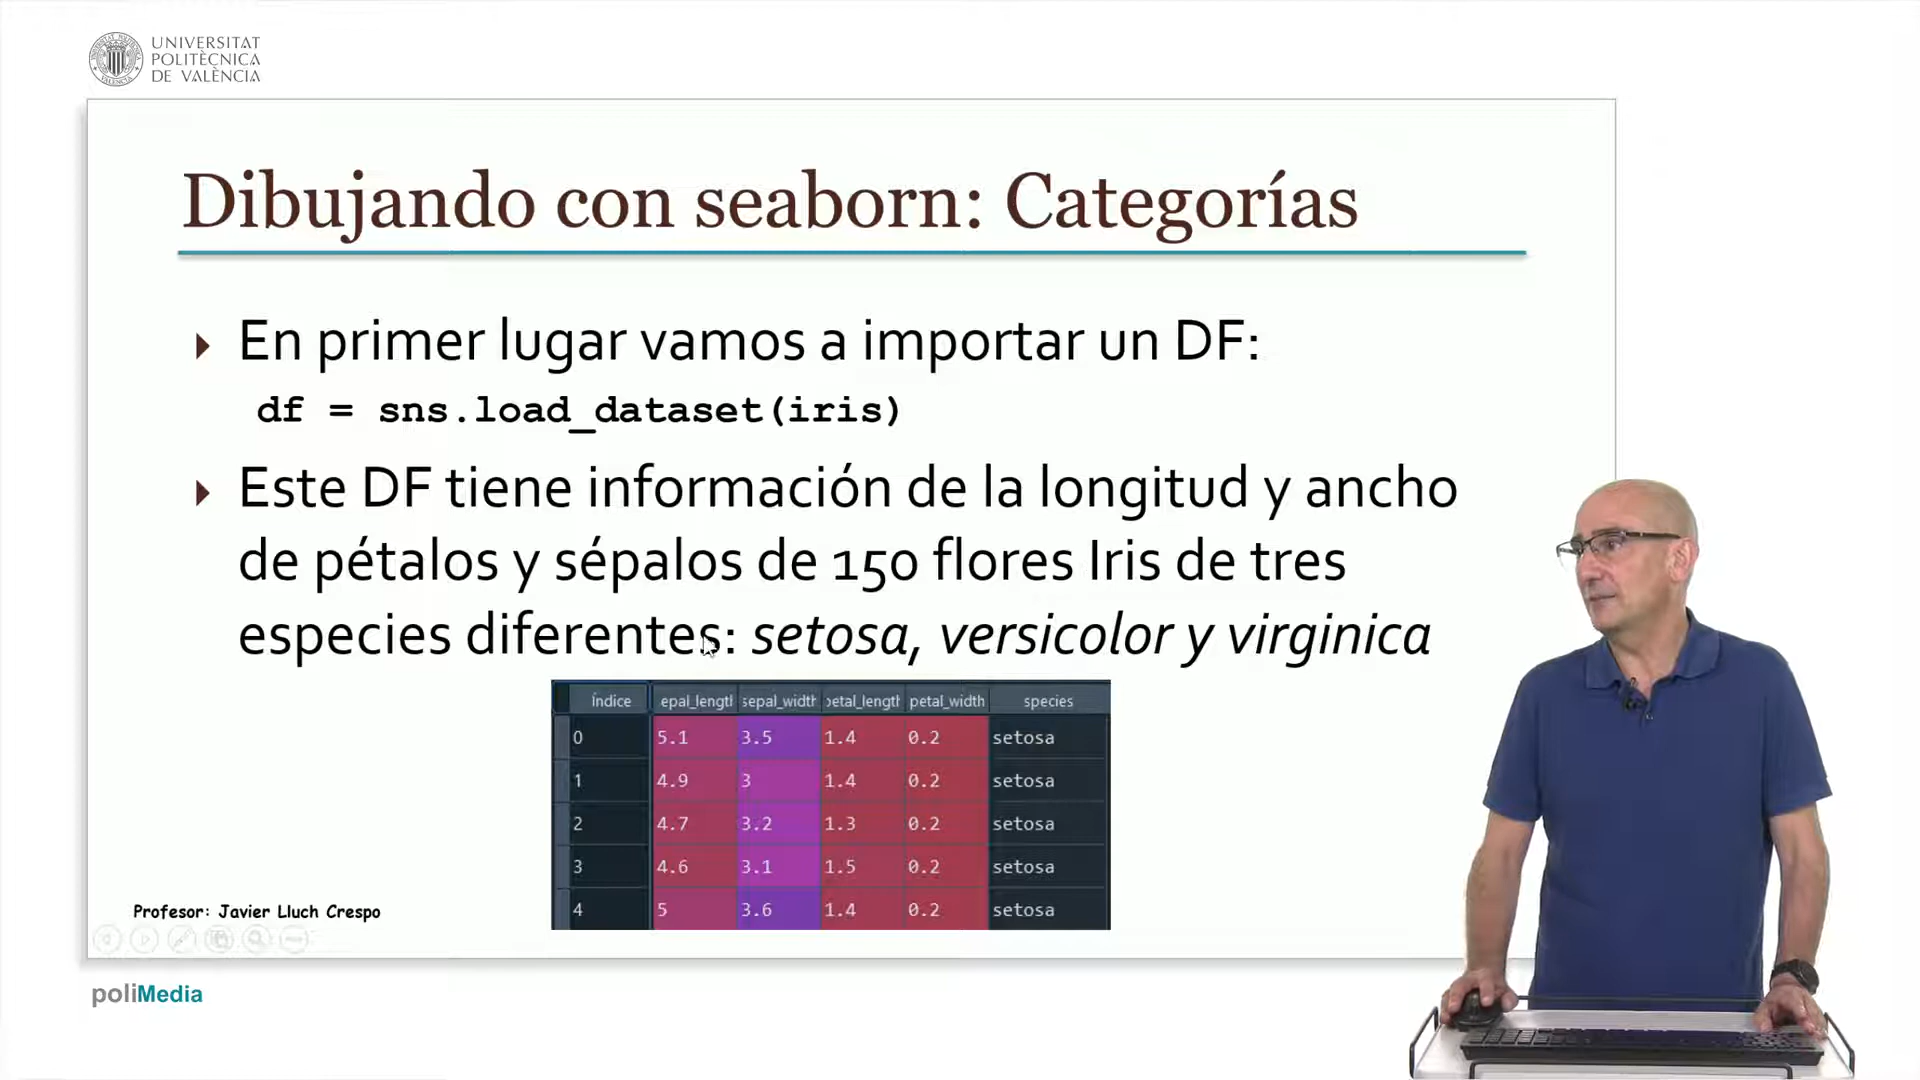 UNIVERSITAT
POLITÈCNICA
DE VALÈNCIA
Dibujando con seaborn: Categorías
En primer lugar vamos a importar un DF:
df = sns.load_dataset(iris)
Este DF tiene información de la longitud y ancho
de pétalos y sépalos de 150 flores Iris de tres
especies diferentes: setosa, versicolor y virginica
Índice epal_length sepal_width petal_length petal_width species
0 5.1 3.5 1.4 0.2 setosa
1 4.9 3 1.4 0.2 setosa
2 4.7 3.2 1.3 0.2 setosa
3 4.6 3.1 1.5 0.2 setosa
4 5 3.6 1.4 0.2 setosa
Profesor: Javier Lluch Crespo
poliMedia